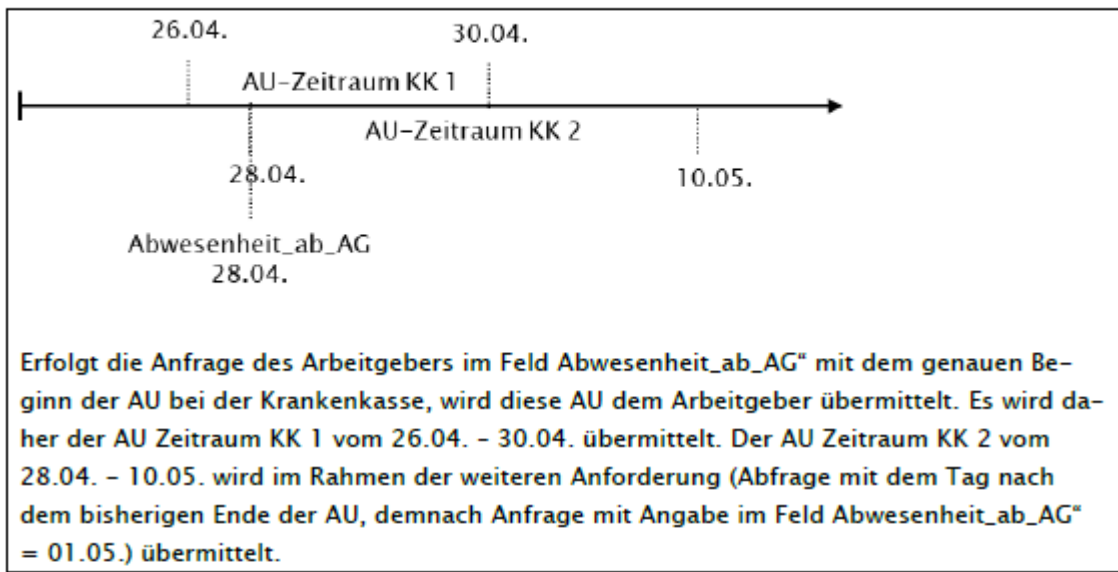 26.04. 30.04.
AU-Zeitraum KK 1
AU-Zeitraum KK 2
28.04. 10.05.
Abwesenheit_ab_AG
28.04.
Erfolgt die Anfrage des Arbeitgebers im Feld Abwesenheit_ab_AG“ mit dem genauen Be-
ginn der AU bei der Krankenkasse, wird diese AU dem Arbeitgeber übermittelt. Es wird da-
her der AU Zeitraum KK 1 vom 26.04. – 30.04. übermittelt. Der AU Zeitraum KK 2 vom
28.04. – 10.05. wird im Rahmen der weiteren Anforderung (Abfrage mit dem Tag nach
dem bisherigen Ende der AU, demnach Anfrage mit Angabe im Feld Abwesenheit_ab_AG“
= 01.05.) übermittelt.